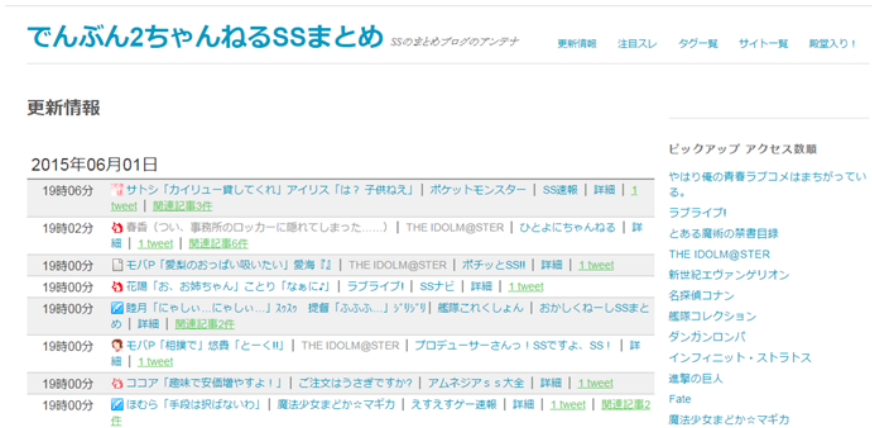 でんぶん2ちゃんねるSSまとめ SSのまとめブログのアンテナ 更新情報 注目スレ タグ一覧 サイト一覧 殿堂入り!
更新情報
2015年06月01日
19時06分 サトシ「カイリュー貸してくれ」アイリス「は? 子供ねえ」 | ポケットモンスター | SS速報 | 詳細 | 1
tweet | 関連記事3件
19時02分 春香(つい、事務所のロッカーに隠れてしまった……) | THE IDOLM@STER | ひとよにちゃんねる | 詳
細 | 1 tweet | 関連記事6件
19時00分 モバP「愛梨のおっぱい吸いたい」愛海『』 | THE IDOLM@STER | ポチッとSS!! | 詳細 | 1 tweet
19時00分 花陽「お、お姉ちゃん」ことり「なぁに♪」 | ラブライブ! | SSナビ | 詳細 | 1 tweet
19時00分 睦月「にゃしぃ…にゃしぃ…」スゥスゥ 提督「ふふふ…」ジリジリ | 艦隊これくしょん | おかしくねーしSSまと
め | 詳細 | 関連記事2件
19時00分 モバP「相撲で」悠貴「とーく!!」 | THE IDOLM@STER | プロデューサーさんっ!SSですよ、SS! | 詳
細 | 1 tweet
19時00分 ココア「趣味で安価増やすよ!」 | ご注文はうさぎですか? | アムネジアss大全 | 詳細 | 1 tweet
19時00分 ほむら「手段は択ばないわ」 | 魔法少女まどか☆マギカ | えすえすゲー速報 | 詳細 | 1 tweet | 関連記事2
件
ピックアップ アクセス数順
やはり俺の青春ラブコメはまちがってい
る。
ラブライブ!
とある魔術の禁書目録
THE IDOLM@STER
新世紀エヴァンゲリオン
名探偵コナン
艦隊コレクション
ダンガンロンパ
インフィニット・ストラトス
進撃の巨人
Fate
魔法少女まどか☆マギカ